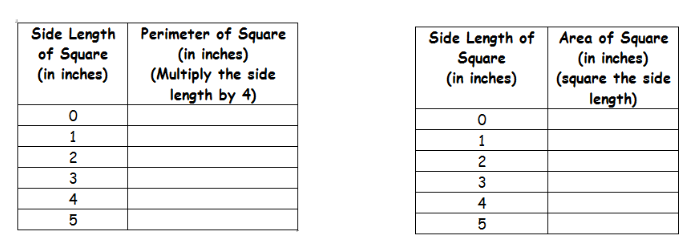 Side Length
of Square
(in inches)
Perimeter of Square
(in inches)
(Multiply the side
length by 4)
0
1
2
3
4
5
Side Length of
Square
(in inches)
Area of Square
(in inches)
(square the side
length)
0
1
2
3
4
5